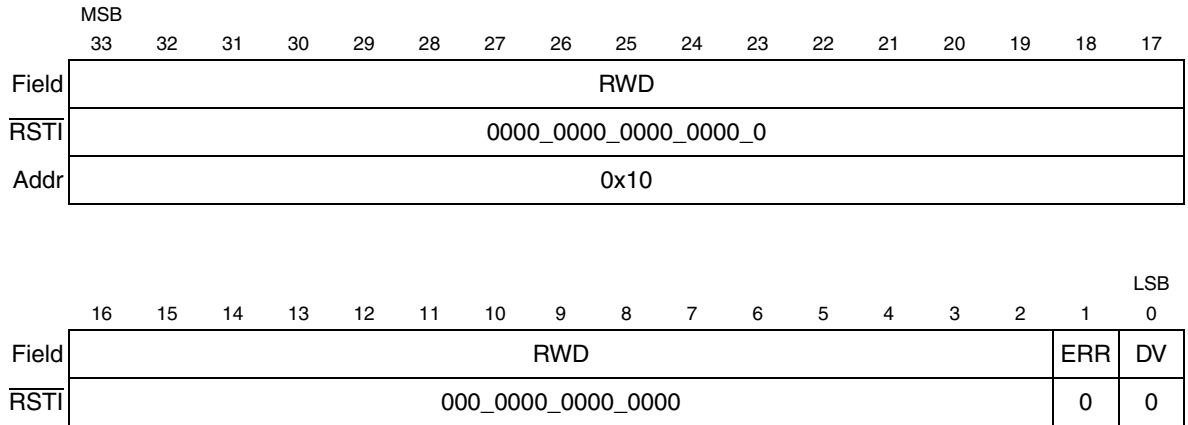 MSB
33 32 31 30 29 28 27 26 25 24 23 22 21 20 19 18 17
Field RWD
RSTI 0000_0000_0000_0000_0
Addr 0x10
LSB
16 15 14 13 12 11 10 9 8 7 6 5 4 3 2 1 0
Field RWD ERR DV
RSTI 000_0000_0000_0000 0 0